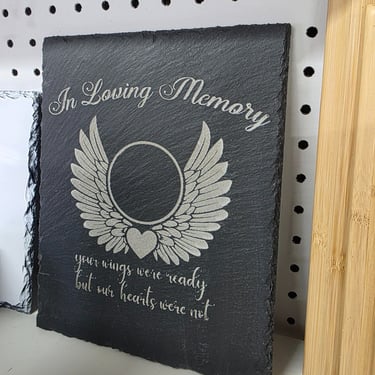 In Loving Memory
your wings were ready
but our hearts were not